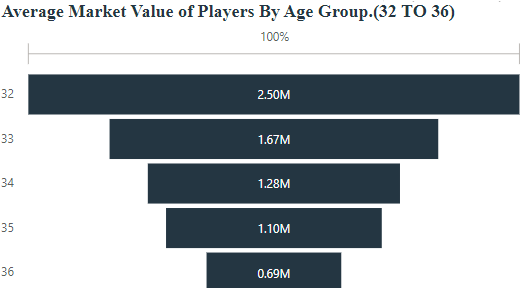 Average Market Value of Players By Age Group.(32 TO 36)
100%
32 2.50M
33 1.67M
34 1.28M
35 1.10M
36 0.69M